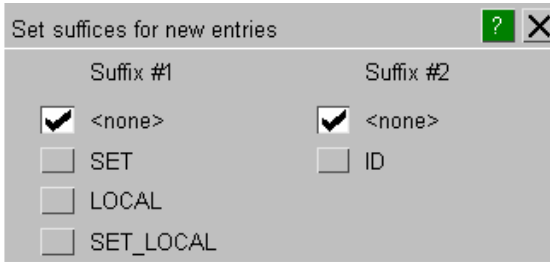 Set suffices for new entries ? X
Suffix #1 Suffix #2
<none> <none>
SET ID
LOCAL
SET_LOCAL